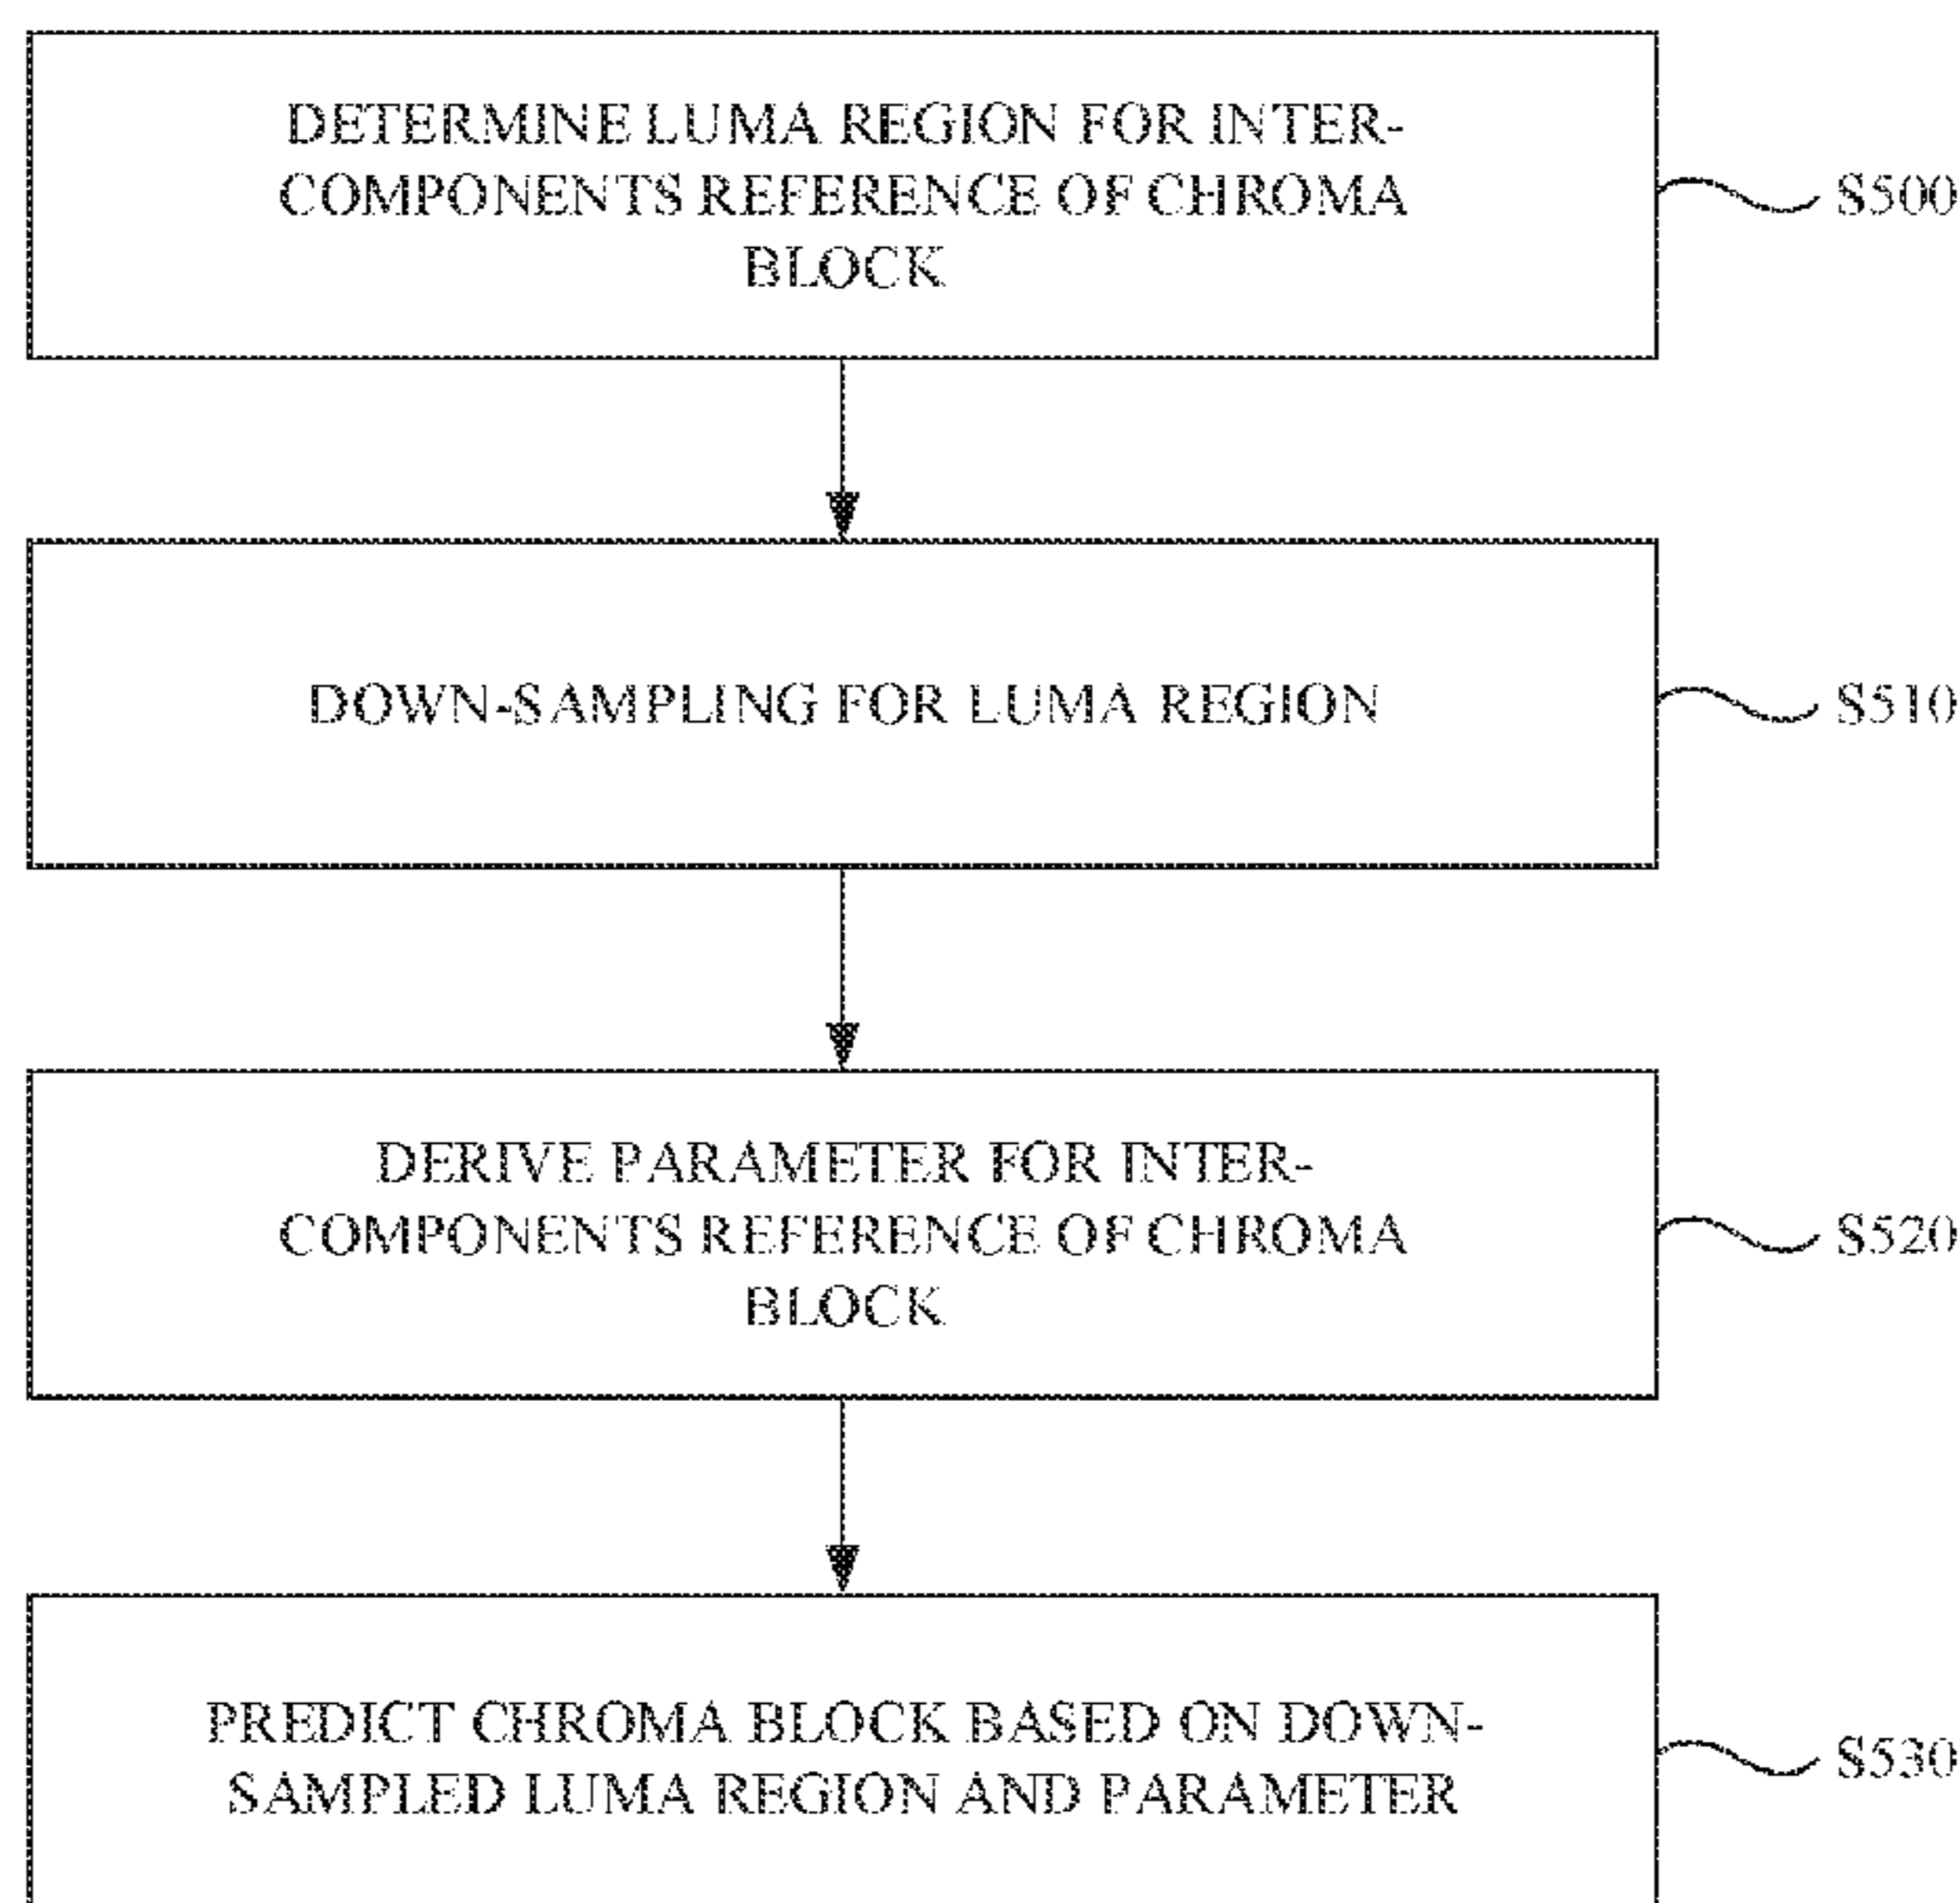 DETERMINE LUMA REGION FOR INTER-
COMPONENTS REFERENCE OF CHROMA
BLOCK
S500
DOWN-SAMPLING FOR LUMA REGION
S510
DERIVE PARAMETER FOR INTER-
COMPONENTS REFERENCE OF CHROMA
BLOCK
S520
PREDICT CHROMA BLOCK BASED ON DOWN-
SAMPLED LUMA REGION AND PARAMETER
S530